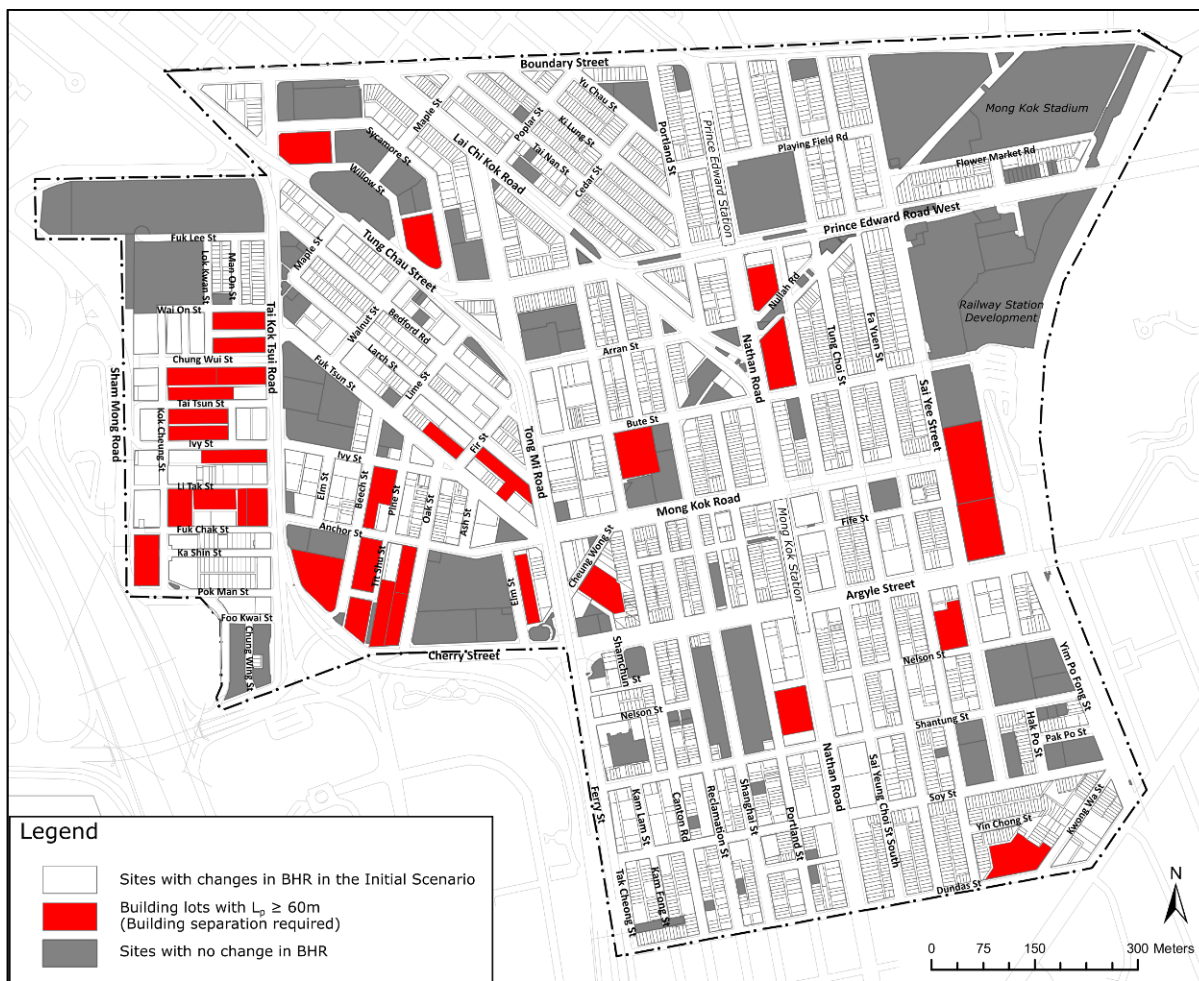 Boundary Street
Yu Chau St
Maple St
Poplar St
Ki Lung St
Portland St
Prince Edward Station
Mong Kok Stadium
Sycamore St
Lai Chi Kok Road
Tai Nan St
Playing Field Rd
Flower Market Rd
Willow St
Cedar St
Prince Edward Road West
Fuk Lee St
Lok Kwan St
Man On St
Maple St
Tung Chau Street
Nullah Rd
Railway Station
Development
Wai On St
Tai Kok Tsui Road
Walnut St
Bedford Rd
Nathan Road
Tung Choi St
Fa Yuen St
Chung Wui St
Fuk Tsun St
Larch St
Lime St
Arran St
Sham Mong Road
Tai Tsun St
Kok Cheung St
Ivy St
Ivy St
Fir St
Tong Mi Road
Bute St
Sai Yee Street
Li Tak St
Elm St
Beech St
Pine St
Oak St
Ash St
Mong Kok Road
Mong Kok Station
Fife St
Fuk Chak St
Anchor St
Ka Shin St
Tit Shu St
Elm St
Cheung Wong St
Argyle Street
Pok Man St
Foo Kwai St
Chung Wing St
Cherry Street
Shamchun St
Nelson St
Yim Po Fong St
Nelson St
Shantung St
Hak Po St
Pak Po St
Ferry St
Kam Lam St
Canton Rd
Reclamation St
Shanghai St
Portland St
Nathan Road
Sai Yeung Choi St South
Soy St
Yin Chong St
Kwong Wa St
Tak Cheong St
Kam Fong St
Dundas St
Legend
Sites with changes in BHR in the Initial Scenario
Building lots with Lp ≥ 60m
(Building separation required)
Sites with no change in BHR
N
0 75 150 300 Meters